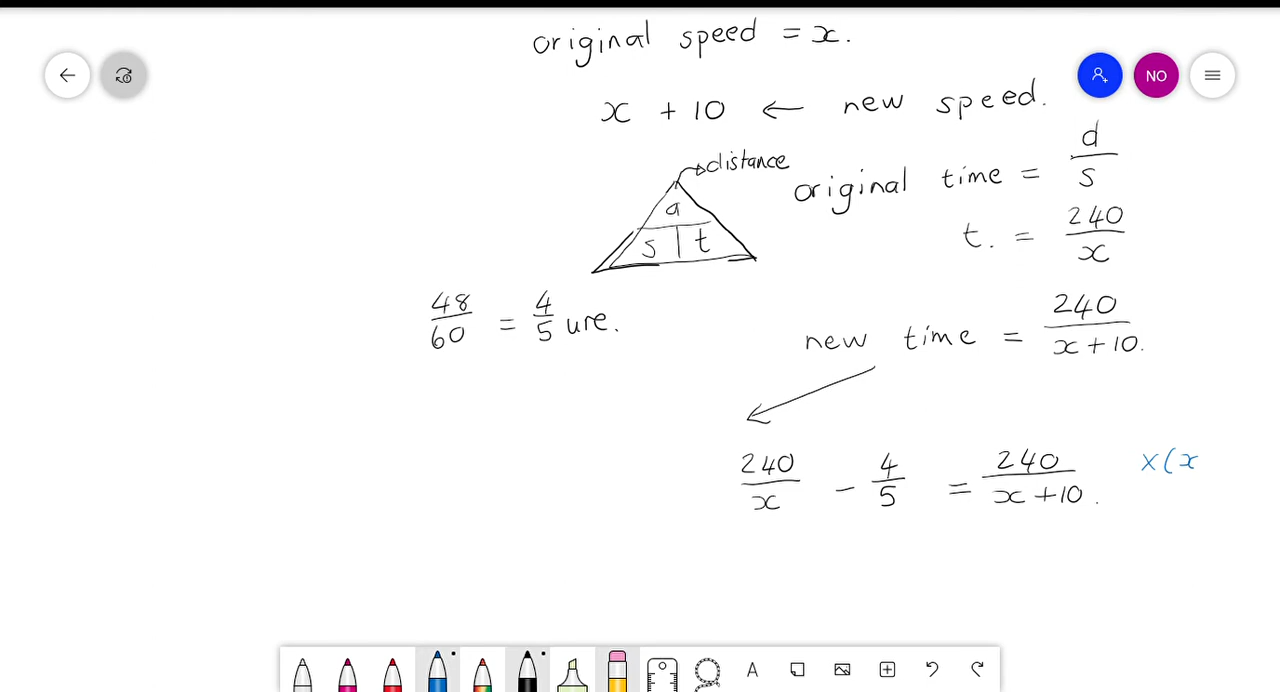 original speed = x.
x + 10 ← new speed.
distance
d
s | t
original time = d/s
t. = 240/x
48/60 = 4/5 ure.
new time = 240/(x+10).
240/x - 4/5 = 240/(x+10). x(x
NO
A